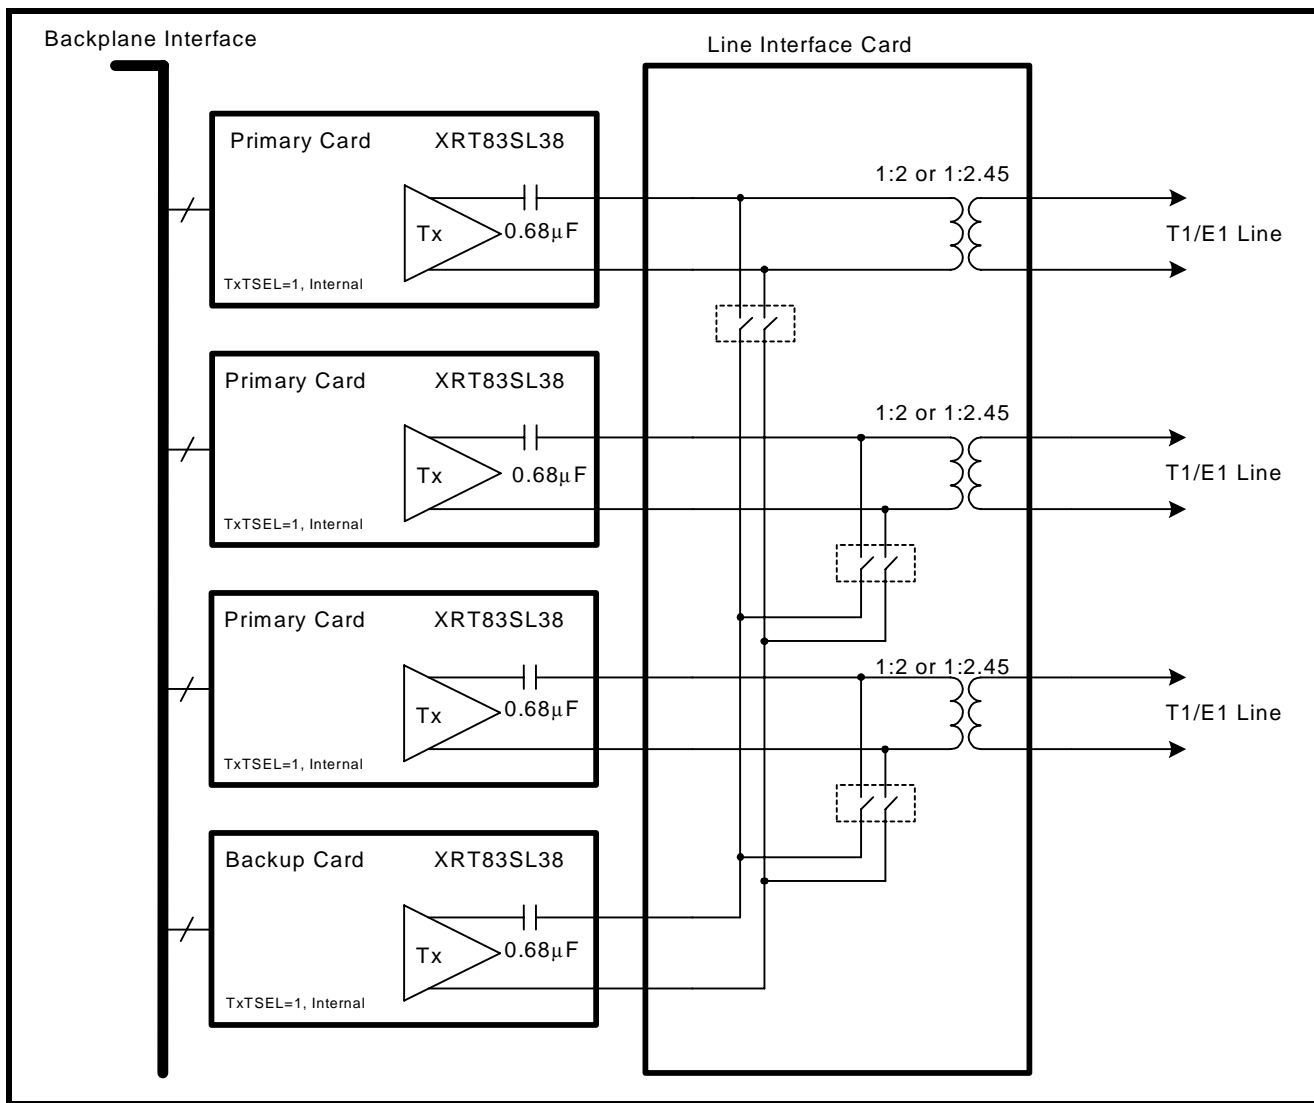 Backplane Interface
Line Interface Card
Primary Card XRT83SL38
Tx 0.68μF
TxTSEL=1, Internal
1:2 or 1:2.45
T1/E1 Line
Primary Card XRT83SL38
Tx 0.68μF
TxTSEL=1, Internal
1:2 or 1:2.45
T1/E1 Line
Primary Card XRT83SL38
Tx 0.68μF
TxTSEL=1, Internal
1:2 or 1:2.45
T1/E1 Line
Backup Card XRT83SL38
Tx 0.68μF
TxTSEL=1, Internal